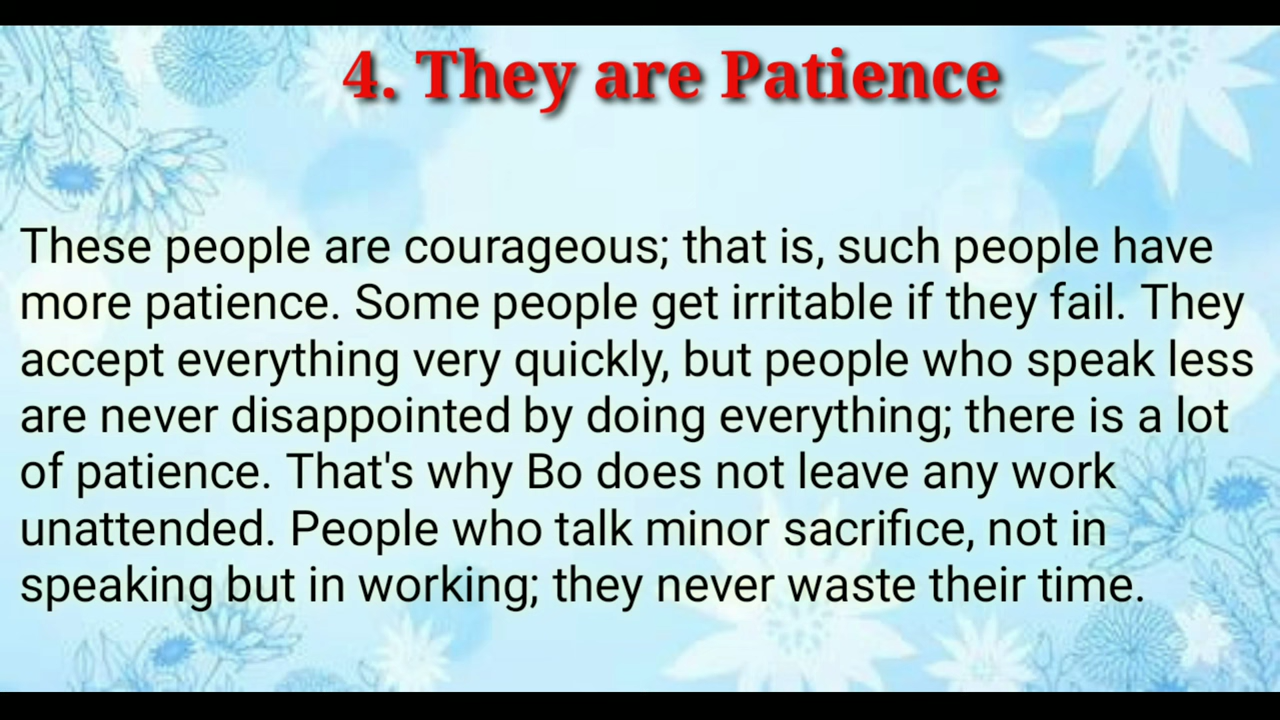 4. They are Patience
These people are courageous; that is, such people have
more patience. Some people get irritable if they fail. They
accept everything very quickly, but people who speak less
are never disappointed by doing everything; there is a lot
of patience. That's why Bo does not leave any work
unattended. People who talk minor sacrifice, not in
speaking but in working; they never waste their time.